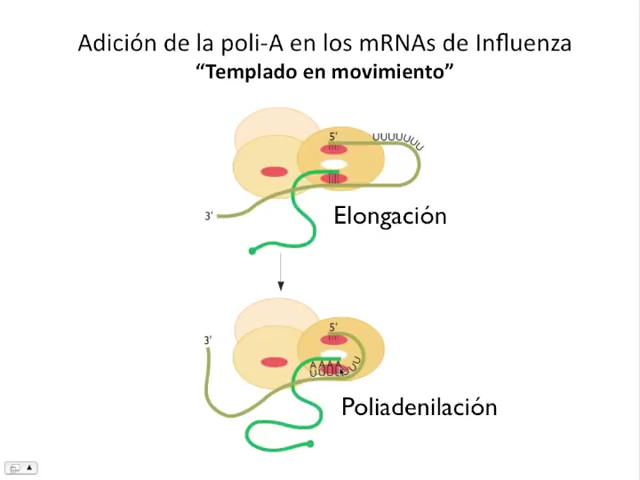 Adición de la poli-A en los mRNAs de Influenza
“Templado en movimiento”
5'
UUUUUUU
3'
Elongación
5'
3'
AAAA
UUUUUUU
Poliadenilación